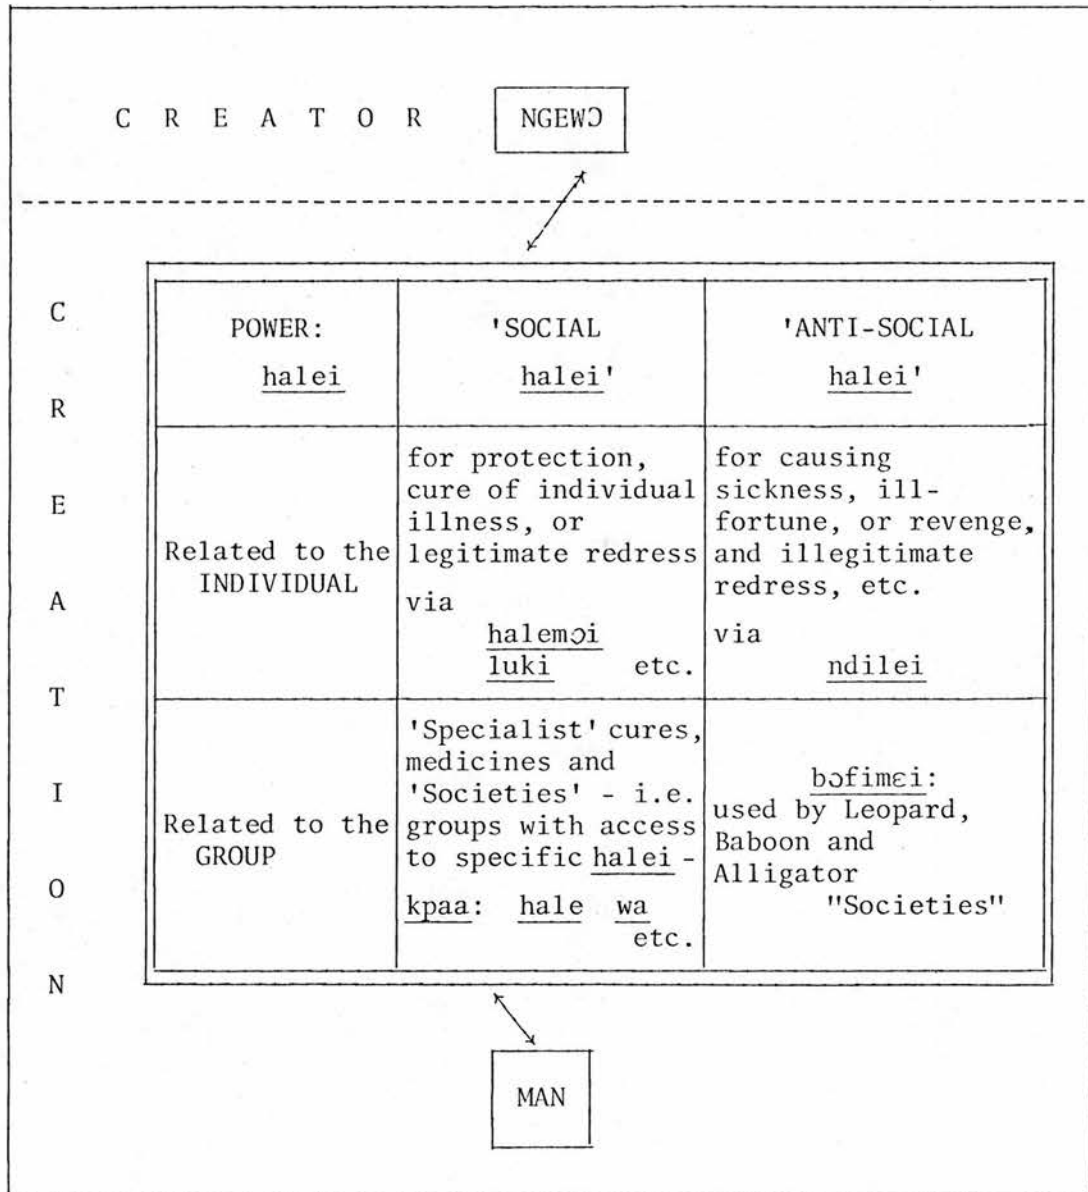 C R E A T O R NGEWƆ
C R E A T I O N
POWER:
halei
'SOCIAL
halei'
'ANTI-SOCIAL
halei'
Related to the
INDIVIDUAL
for protection,
cure of individual
illness, or
legitimate redress
via
halemɔi
luki etc.
for causing
sickness, ill-
fortune, or revenge,
and illegitimate
redress, etc.
via
ndilei
Related to the
GROUP
'Specialist' cures,
medicines and
'Societies' - i.e.
groups with access
to specific halei -
kpaa: hale wa
etc.
bɔfimɛi:
used by Leopard,
Baboon and
Alligator
"Societies"
MAN